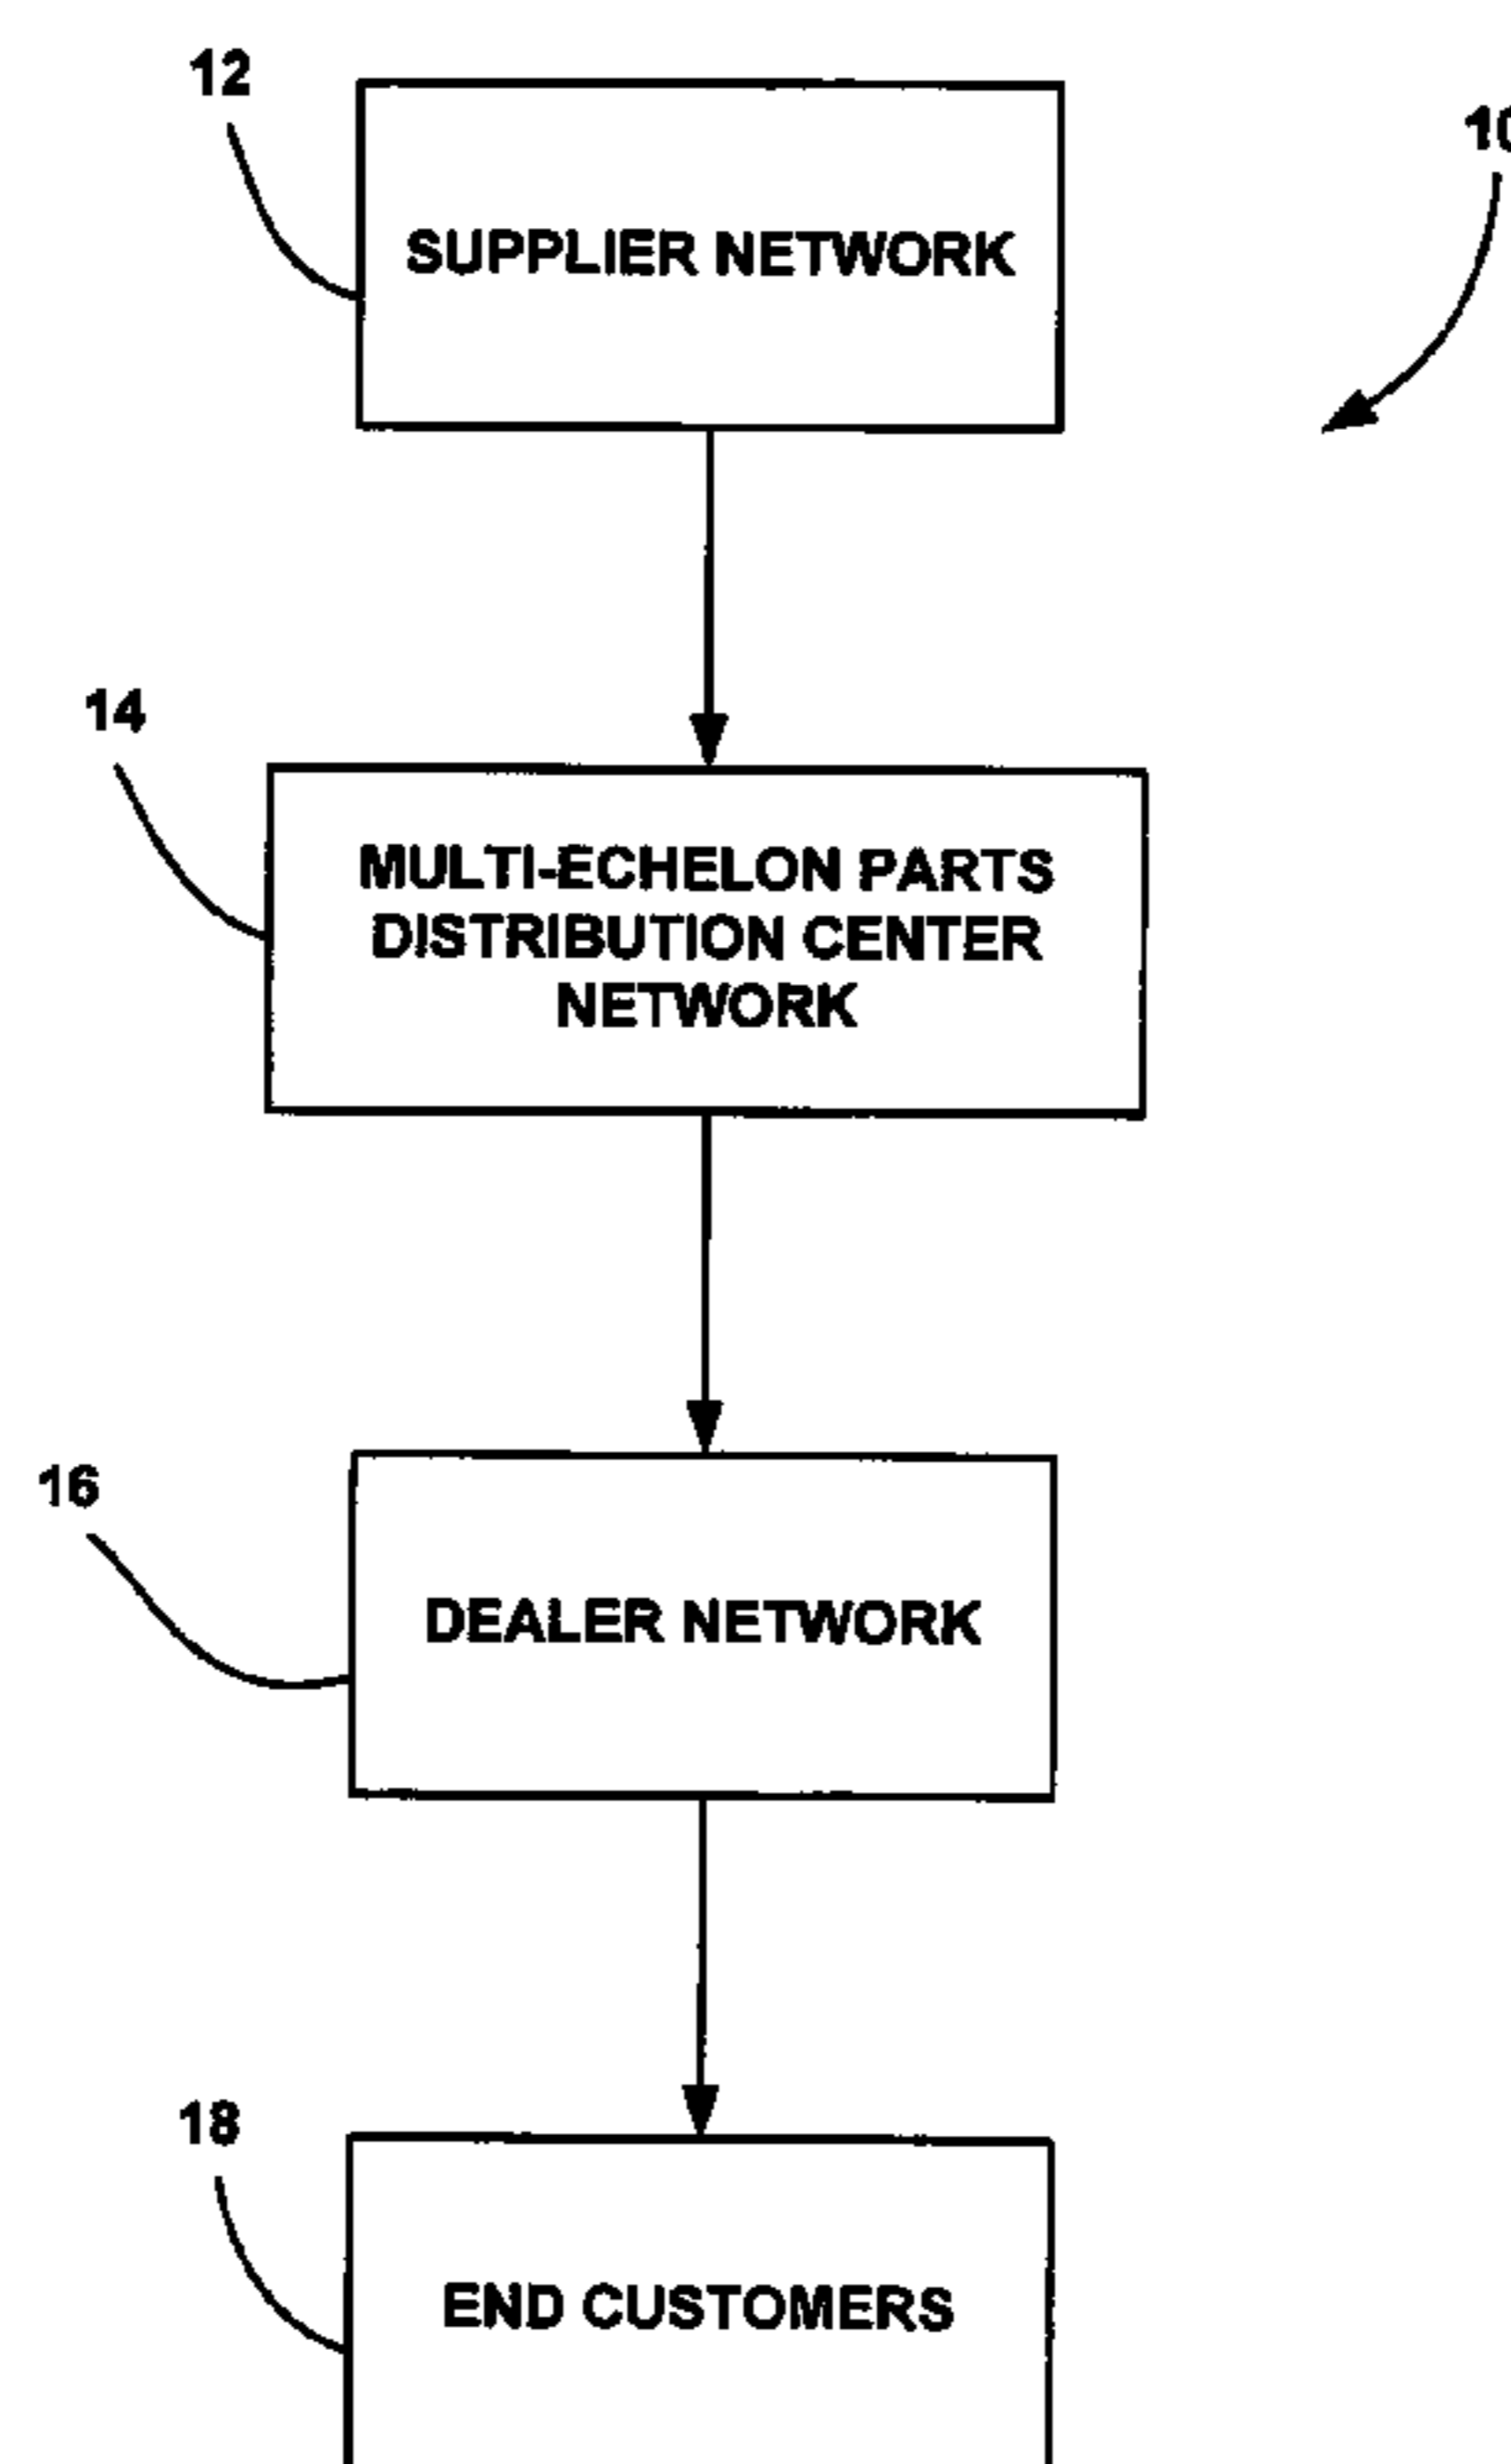 12
10
SUPPLIER NETWORK
14
MULTI-ECHELON PARTS
DISTRIBUTION CENTER
NETWORK
16
DEALER NETWORK
18
END CUSTOMERS